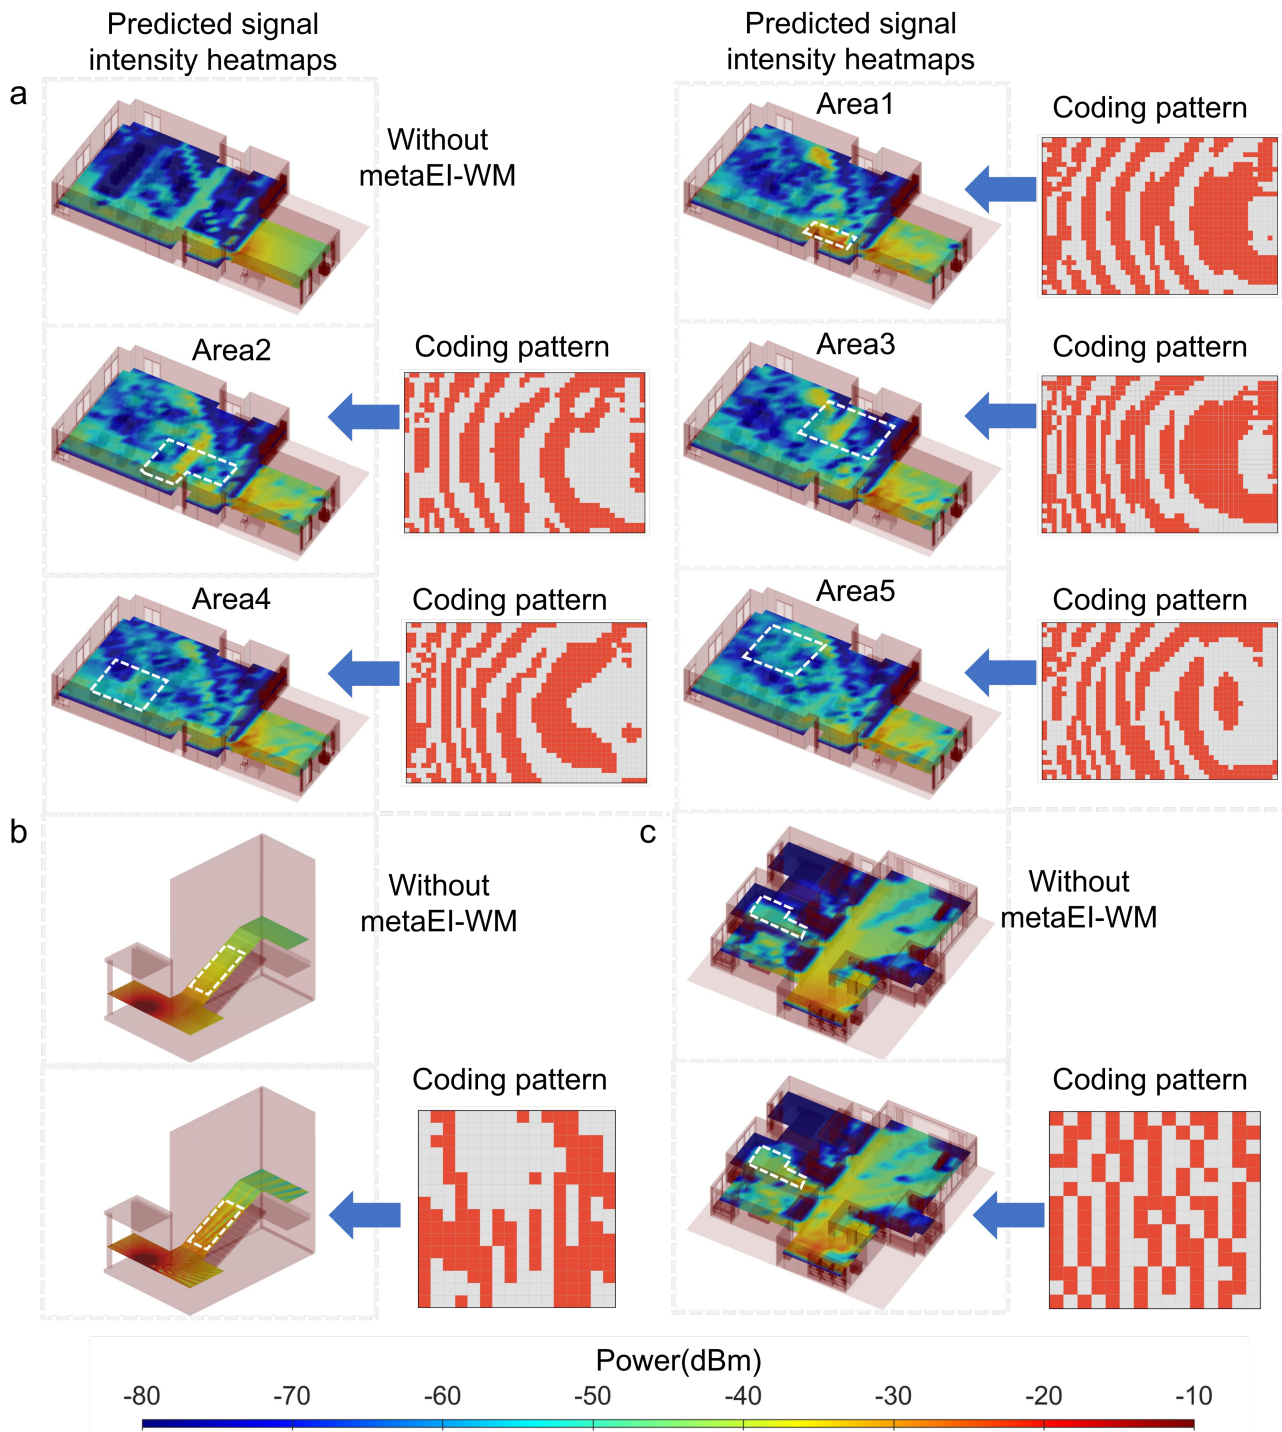 Predicted signal
intensity heatmaps
Predicted signal
intensity heatmaps
a
Without
metaEI-WM
Area1
Coding pattern
Area2
Coding pattern
Area3
Coding pattern
Area4
Coding pattern
Area5
Coding pattern
b
Without
metaEI-WM
c
Without
metaEI-WM
Coding pattern
Coding pattern
Power(dBm)
-80 -70 -60 -50 -40 -30 -20 -10